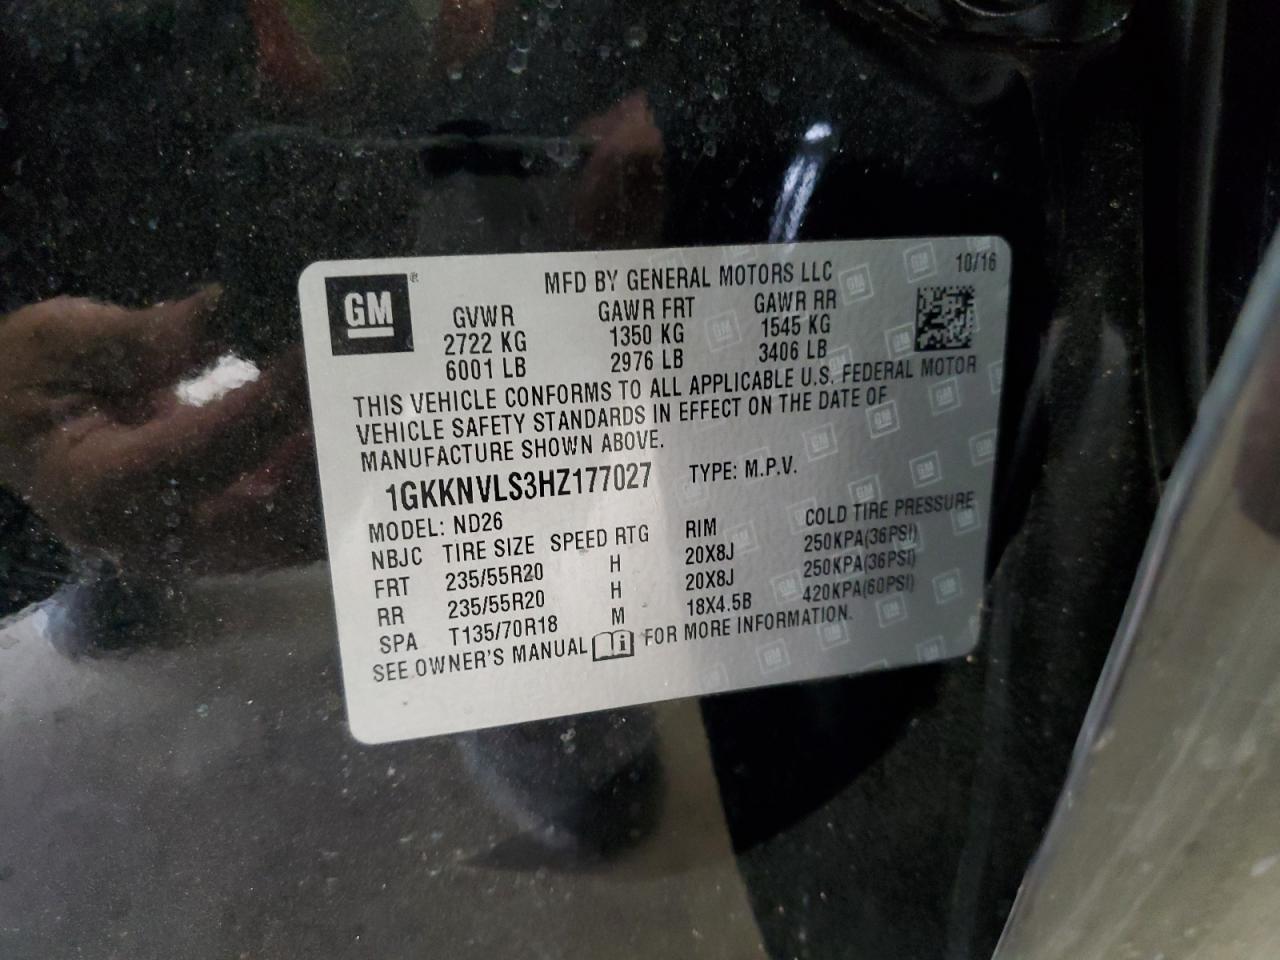 GM®
MFD BY GENERAL MOTORS LLC
10/16
GVWR GAWR FRT GAWR RR
2722 KG 1350 KG 1545 KG
6001 LB 2976 LB 3406 LB
THIS VEHICLE CONFORMS TO ALL APPLICABLE U.S. FEDERAL MOTOR
VEHICLE SAFETY STANDARDS IN EFFECT ON THE DATE OF
MANUFACTURE SHOWN ABOVE.
1GKKNVLS3HZ177027 TYPE: M.P.V.
MODEL: ND26
NBJC TIRE SIZE SPEED RTG RIM COLD TIRE PRESSURE
FRT 235/55R20 H 20X8J 250KPA(36PSI)
RR 235/55R20 H 20X8J 250KPA(36PSI)
SPA T135/70R18 M 18X4.5B 420KPA(60PSI)
SEE OWNER'S MANUAL FOR MORE INFORMATION.